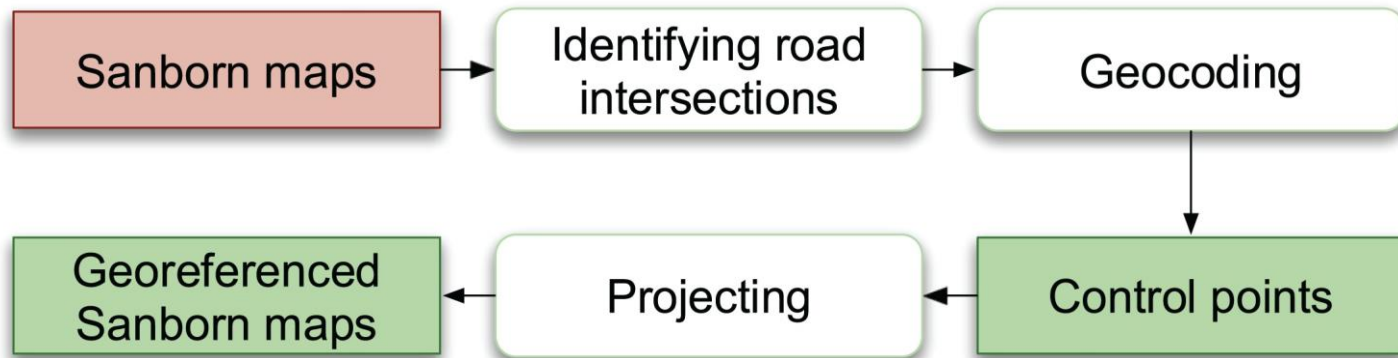 Sanborn maps
Identifying road
intersections
Geocoding
Control points
Projecting
Georeferenced
Sanborn maps